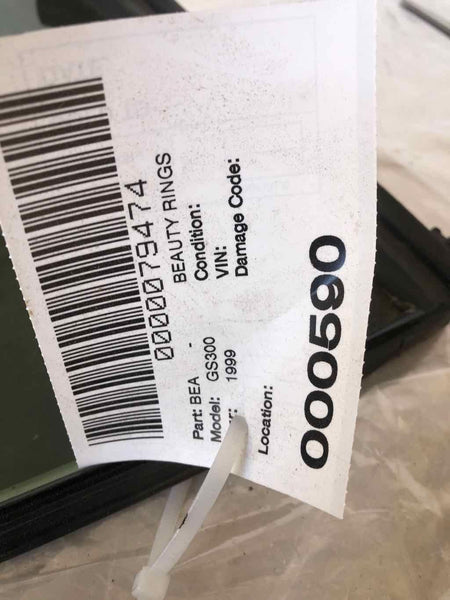 0000079474
BEAUTY RINGS
Part: BEA -
Condition:
Model: GS300
VIN:
1999
Damage Code:
Location:
000590